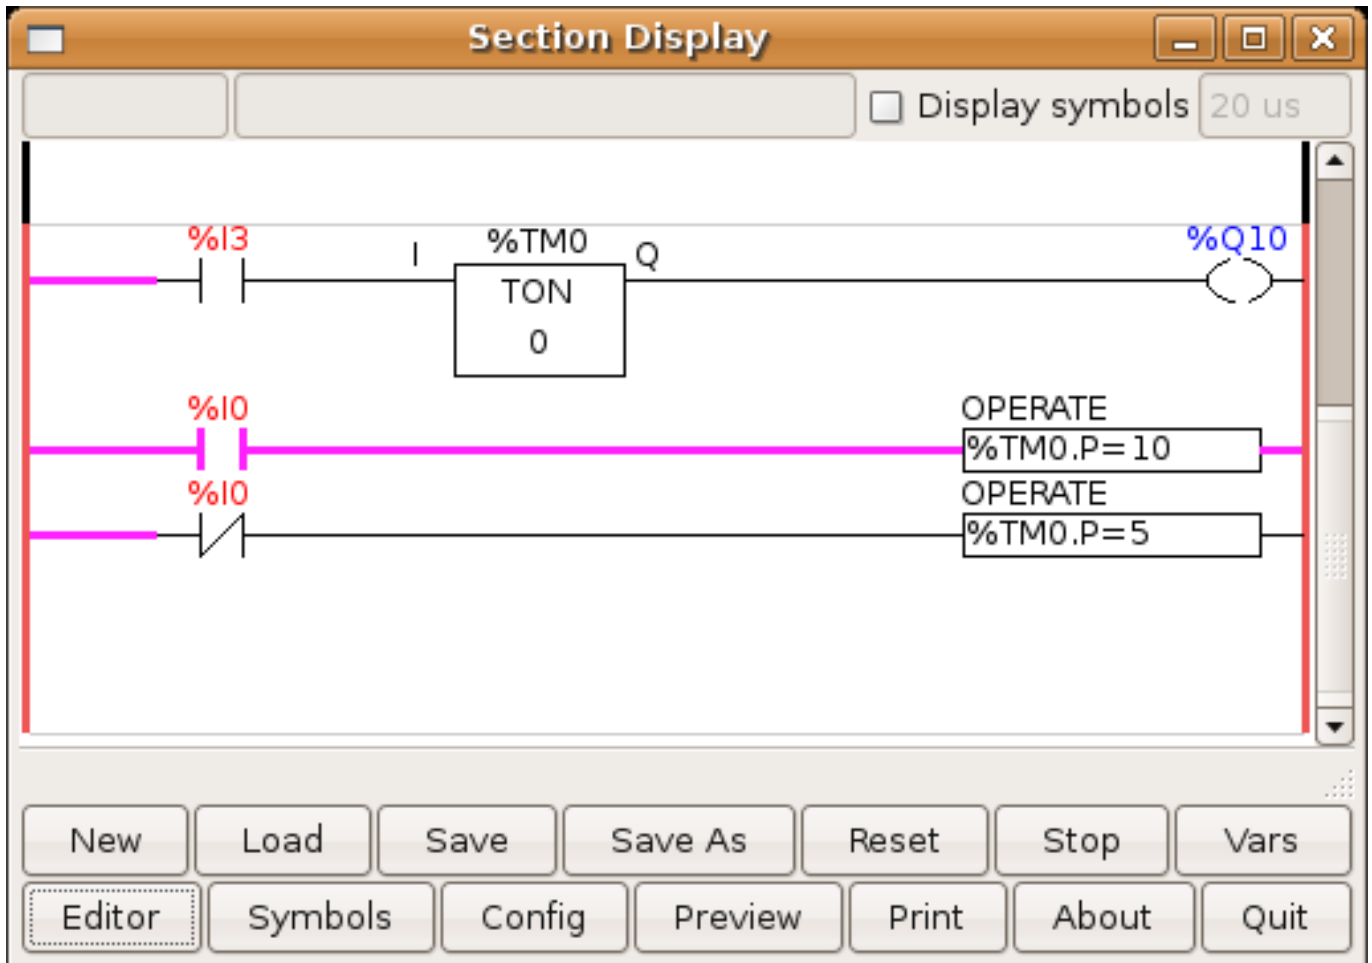 Section Display
Display symbols 20 us
%I3 I %TM0 Q %Q10
TON
0
%I0 OPERATE
%TM0.P=10
%I0 OPERATE
%TM0.P=5
New Load Save Save As Reset Stop Vars
Editor Symbols Config Preview Print About Quit